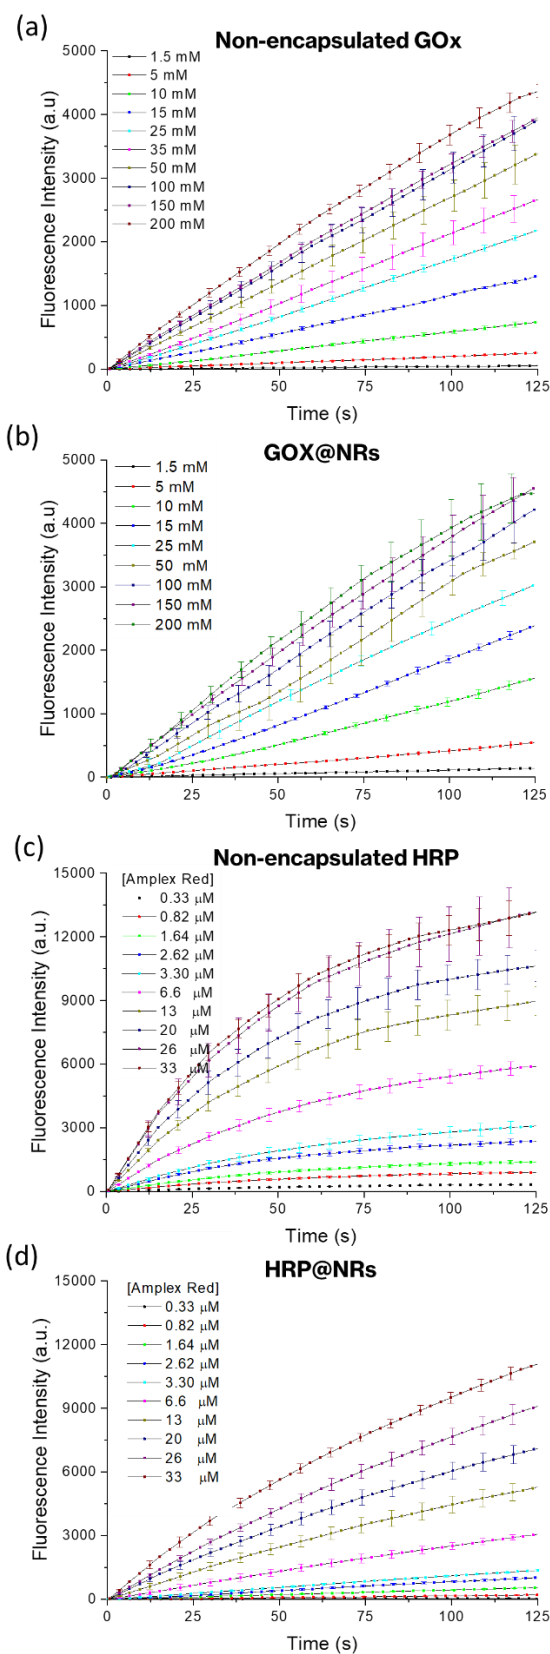 (a)
Non-encapsulated GOx
Fluorescence Intensity (a.u)
5000
4000
3000
2000
1000
0
1.5 mM
5 mM
10 mM
15 mM
25 mM
35 mM
50 mM
100 mM
150 mM
200 mM
0 25 50 75 100 125
Time (s)
(b)
GOX@NRs
Fluorescence Intensity (a.u)
5000
4000
3000
2000
1000
0
1.5 mM
5 mM
10 mM
15 mM
25 mM
50 mM
100 mM
150 mM
200 mM
0 25 50 75 100 125
Time (s)
(c)
Non-encapsulated HRP
Fluorescence Intensity (a.u.)
15000
12000
9000
6000
3000
0
[Amplex Red]
0.33 μM
0.82 μM
1.64 μM
2.62 μM
3.30 μM
6.6 μM
13 μM
20 μM
26 μM
33 μM
0 25 50 75 100 125
Time (s)
(d)
HRP@NRs
Fluorescence Intensity (a.u.)
15000
12000
9000
6000
3000
0
[Amplex Red]
0.33 μM
0.82 μM
1.64 μM
2.62 μM
3.30 μM
6.6 μM
13 μM
20 μM
26 μM
33 μM
0 25 50 75 100 125
Time (s)